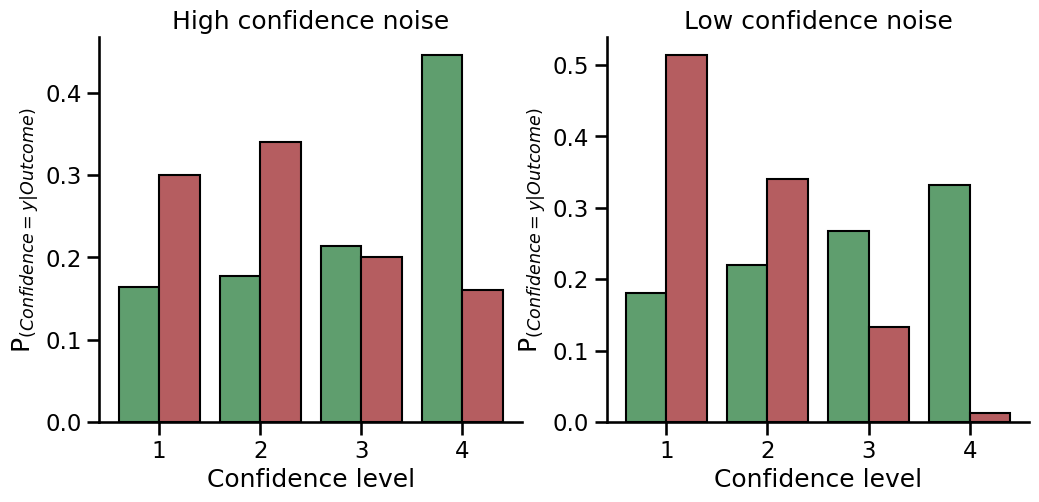 High confidence noise
P(Confidence = y|Outcome)
0.4
0.3
0.2
0.1
0.0
1 2 3 4
Confidence level
Low confidence noise
P(Confidence = y|Outcome)
0.5
0.4
0.3
0.2
0.1
0.0
1 2 3 4
Confidence level